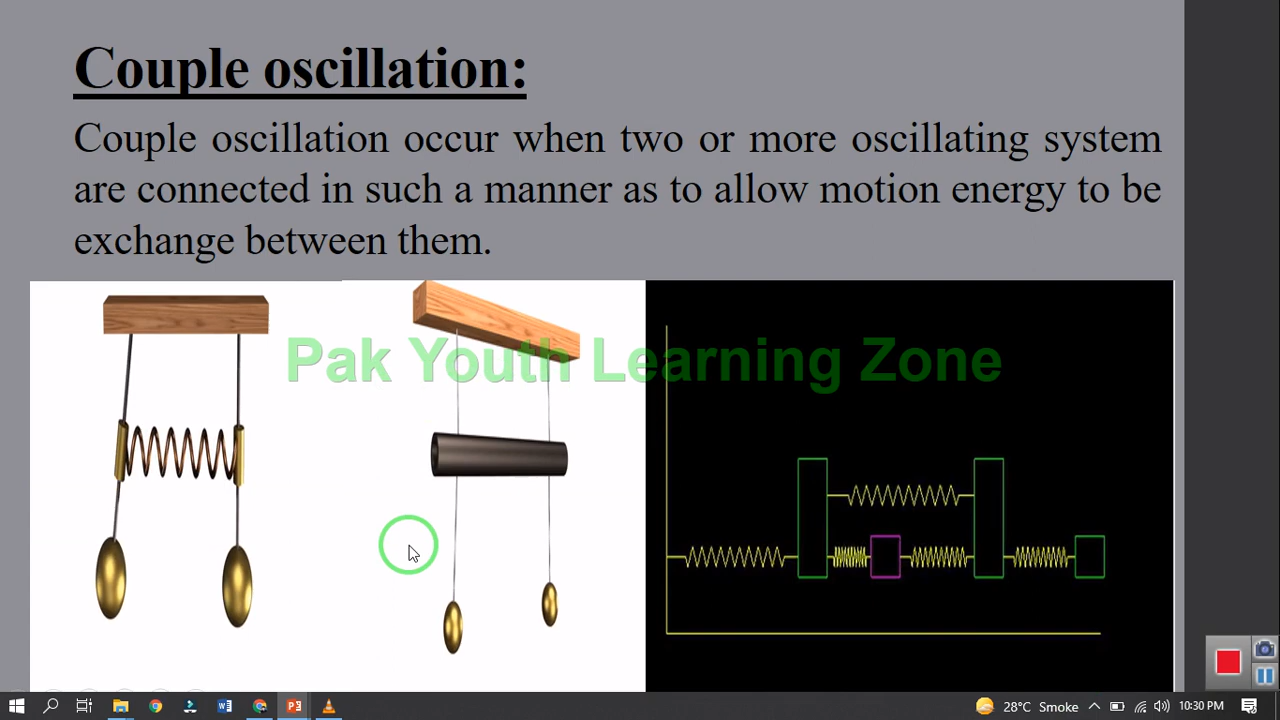 Couple oscillation:
Couple oscillation occur when two or more oscillating system
are connected in such a manner as to allow motion energy to be
exchange between them.
Pak Youth Learning Zone
28°C Smoke
10:30 PM